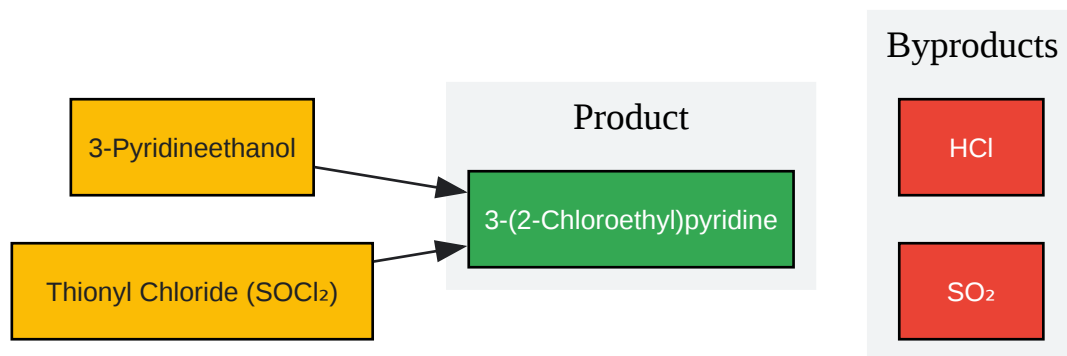 Byproducts
Product
3-Pyridineethanol
HCl
3-(2-Chloroethyl)pyridine
Thionyl Chloride (SOCl₂)
SO₂